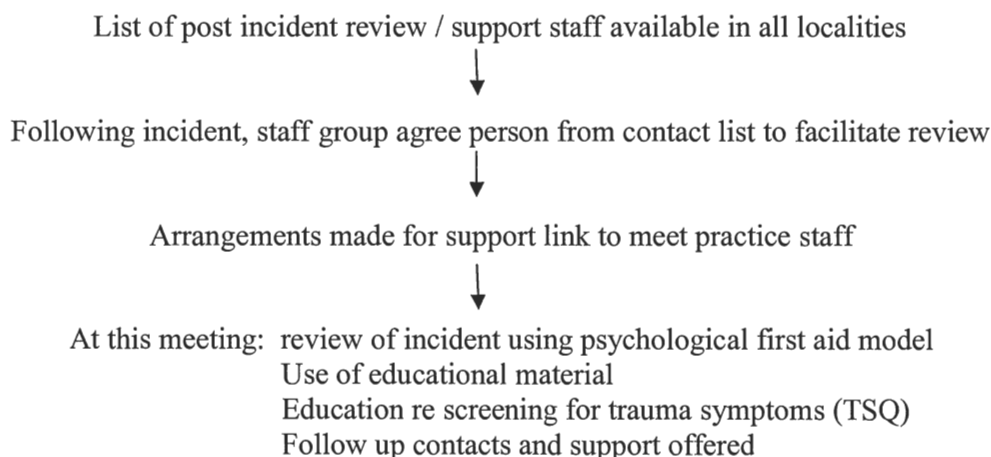 List of post incident review / support staff available in all localities
Following incident, staff group agree person from contact list to facilitate review
Arrangements made for support link to meet practice staff
At this meeting: review of incident using psychological first aid model
Use of educational material
Education re screening for trauma symptoms (TSQ)
Follow up contacts and support offered